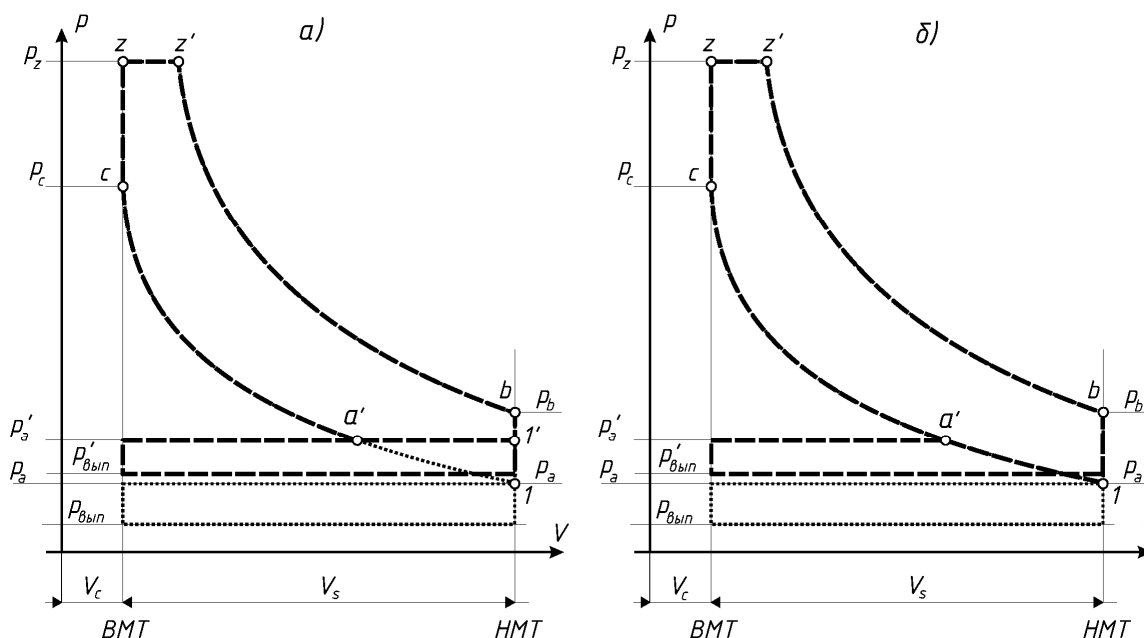 а)
p
z
z'
p_z
p_c
c
b
p_b
a'
p_a'
1'
p'_вып
p_a
p_a
1
p_вып
V
V_c
V_s
ВМТ
НМТ
б)
p
z
z'
p_z
p_c
c
b
p_b
a'
p_a'
p'_вып
p_a
p_a
1
p_вып
V_c
V_s
ВМТ
НМТ